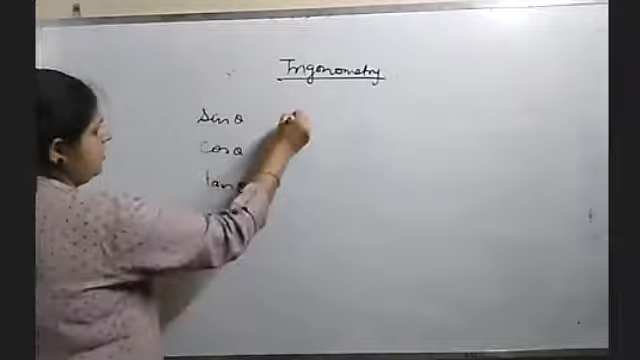 Trigonometry
Sin θ
Cos θ
tan θ